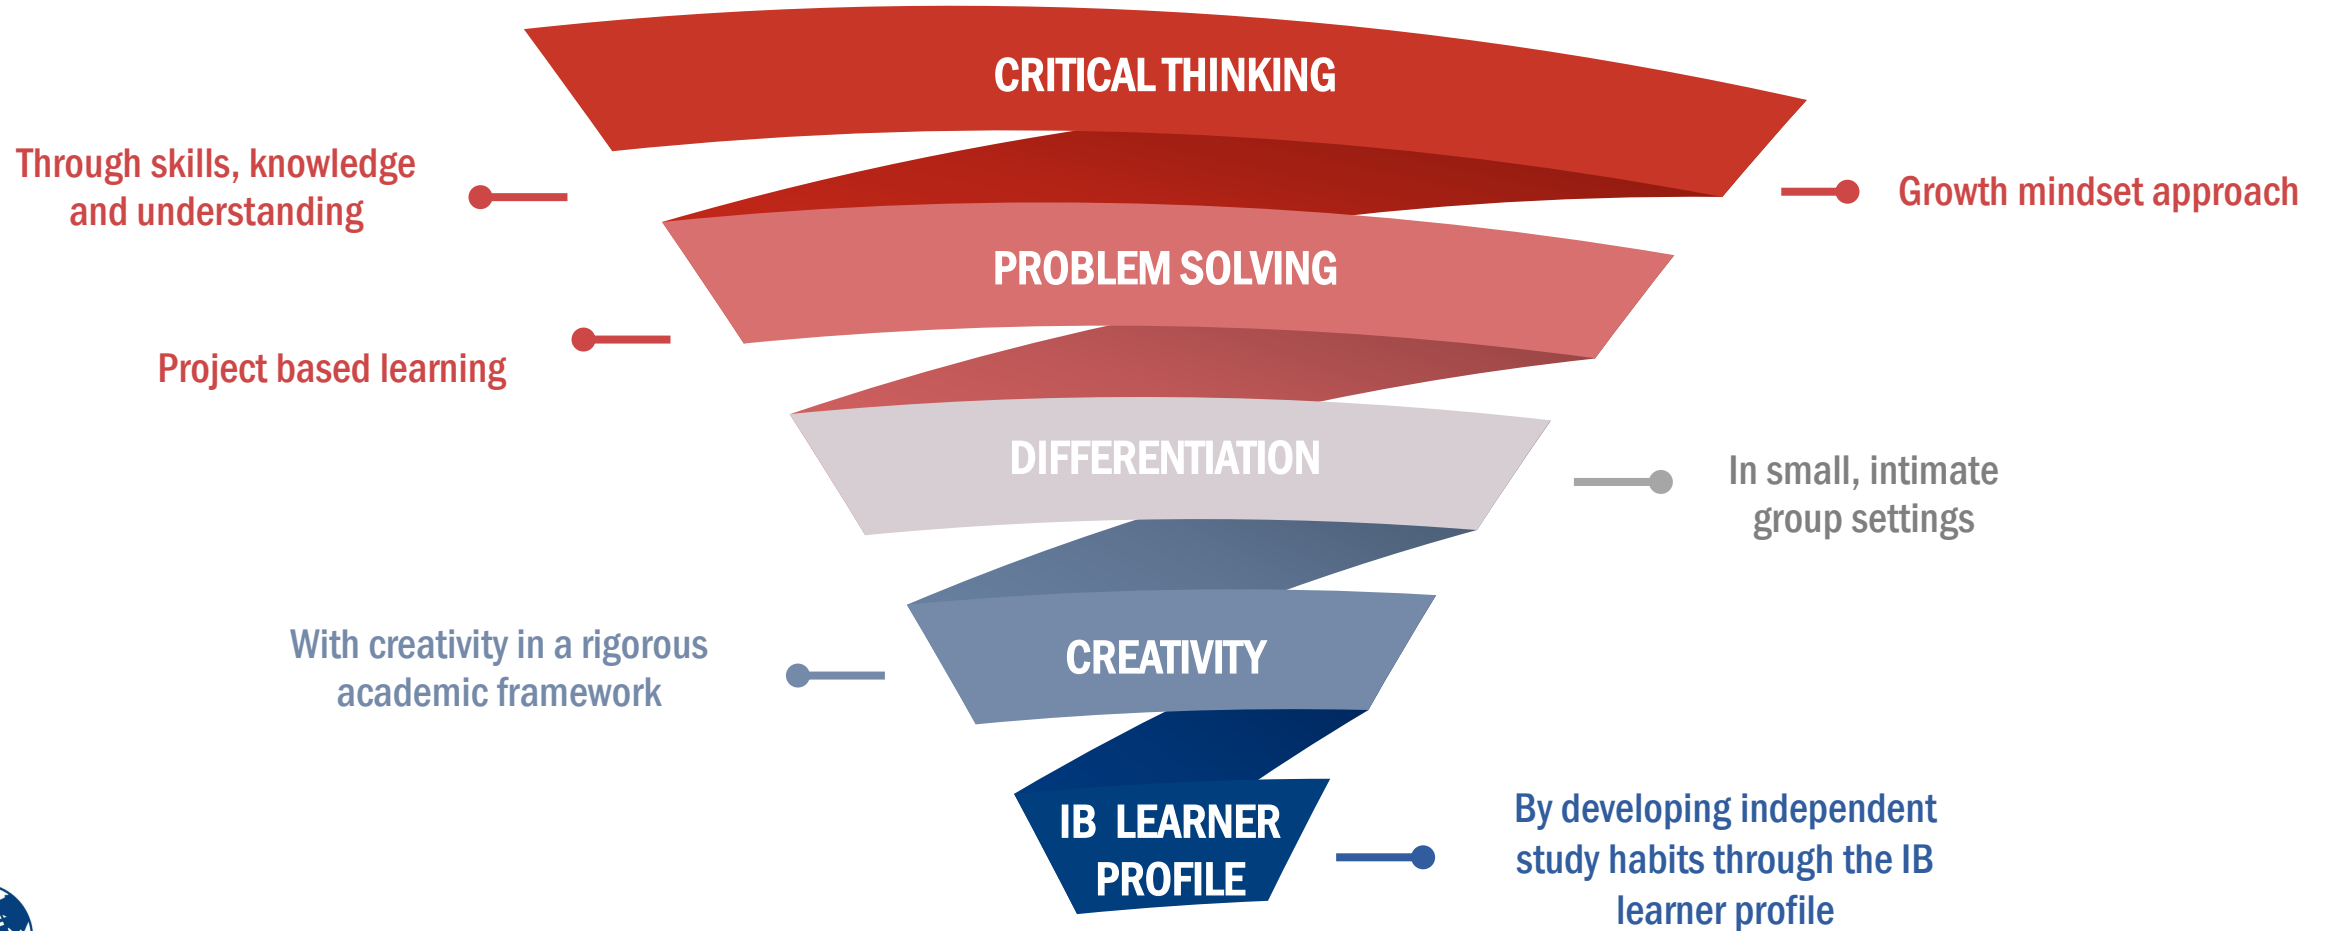 CRITICAL THINKING
Through skills, knowledge
and understanding
Growth mindset approach
PROBLEM SOLVING
Project based learning
DIFFERENTIATION
In small, intimate
group settings
With creativity in a rigorous
academic framework
CREATIVITY
IB LEARNER
PROFILE
By developing independent
study habits through the IB
learner profile